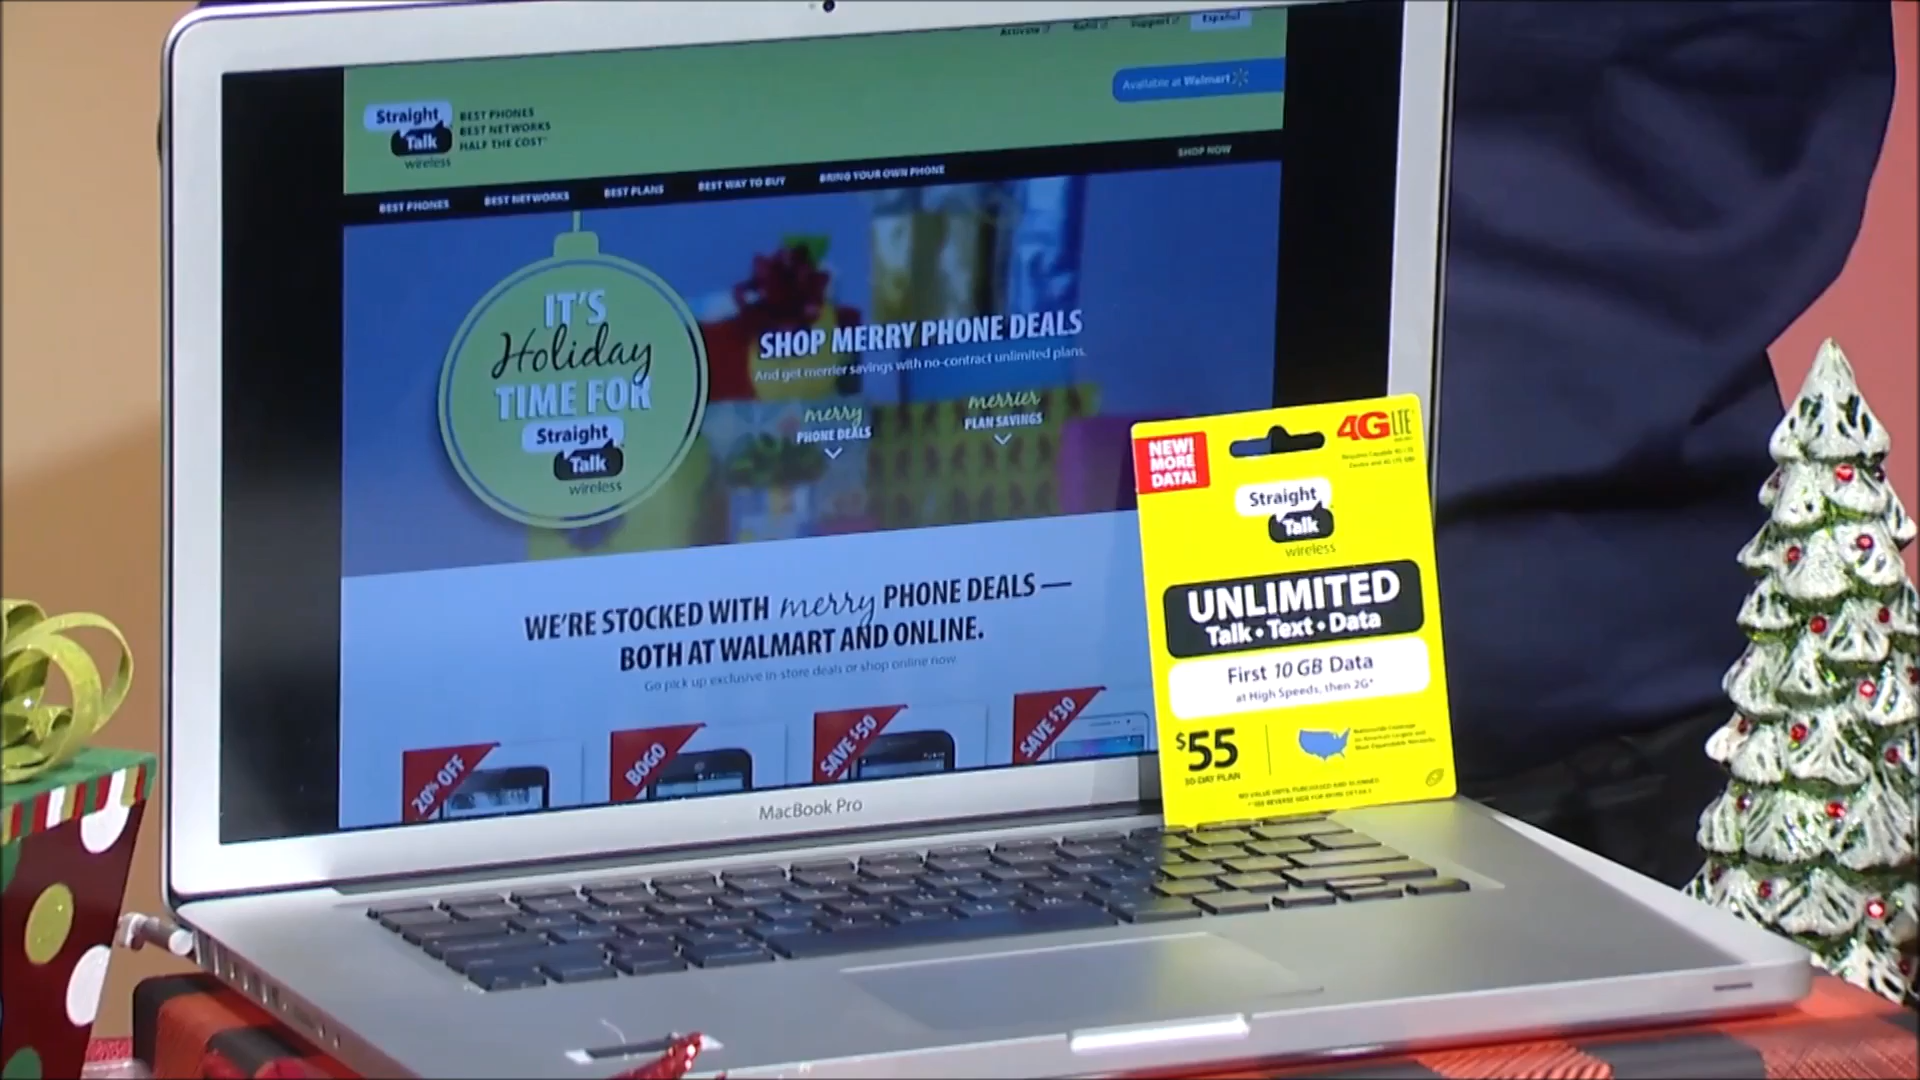 Activate
Refill
Support
Español
Available at Walmart
Straight
Talk
wireless
BEST PHONES
BEST NETWORKS
HALF THE COST
BEST PHONES
BEST NETWORKS
BEST PLANS
BEST WAY TO BUY
BRING YOUR OWN PHONE
SHOP NOW
IT'S
Holiday
TIME FOR
Straight
Talk
wireless
SHOP MERRY PHONE DEALS
And get merrier savings with no-contract unlimited plans.
merry
PHONE DEALS
merrier
PLAN SAVINGS
WE'RE STOCKED WITH merry PHONE DEALS —
BOTH AT WALMART AND ONLINE.
Go pick up exclusive in-store deals or shop online now.
20% OFF
BOGO
SAVE $50
SAVE $30
MacBook Pro
NEW!
MORE
DATA!
4G LTE
Straight
Talk
wireless
UNLIMITED
Talk • Text • Data
First 10 GB Data
at High Speeds, then 2G*
$55
30-DAY PLAN